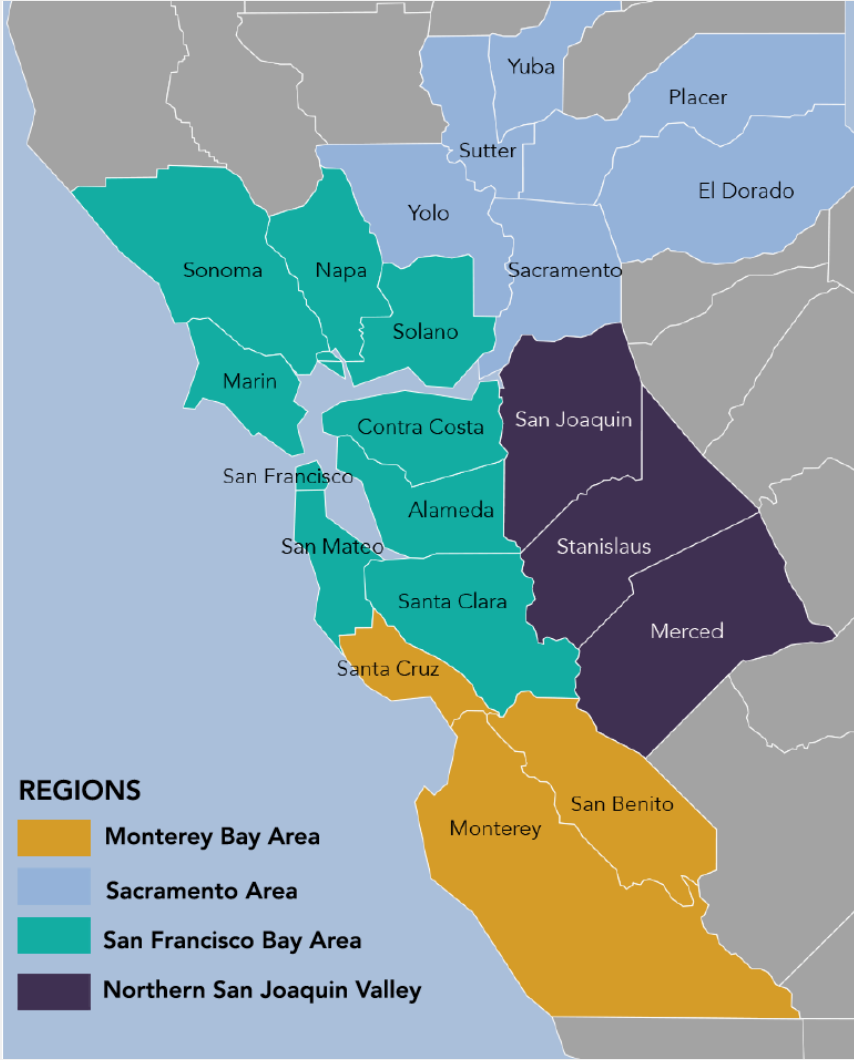 Yuba
Placer
Sutter
El Dorado
Yolo
Sonoma
Napa
Sacramento
Solano
Marin
San Joaquin
Contra Costa
San Francisco
Alameda
San Mateo
Stanislaus
Santa Clara
Merced
Santa Cruz
San Benito
Monterey
REGIONS
Monterey Bay Area
Sacramento Area
San Francisco Bay Area
Northern San Joaquin Valley